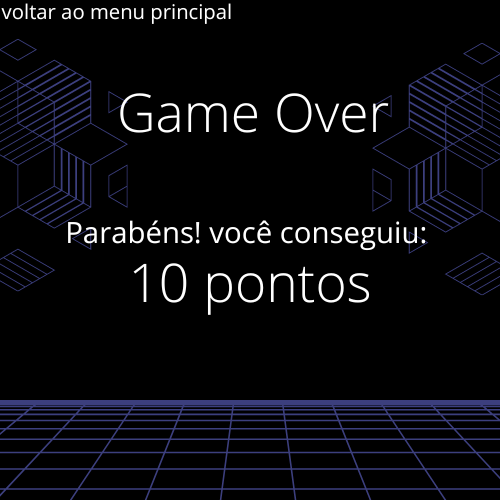 voltar ao menu principal
Game Over
Parabéns! você conseguiu:
10 pontos